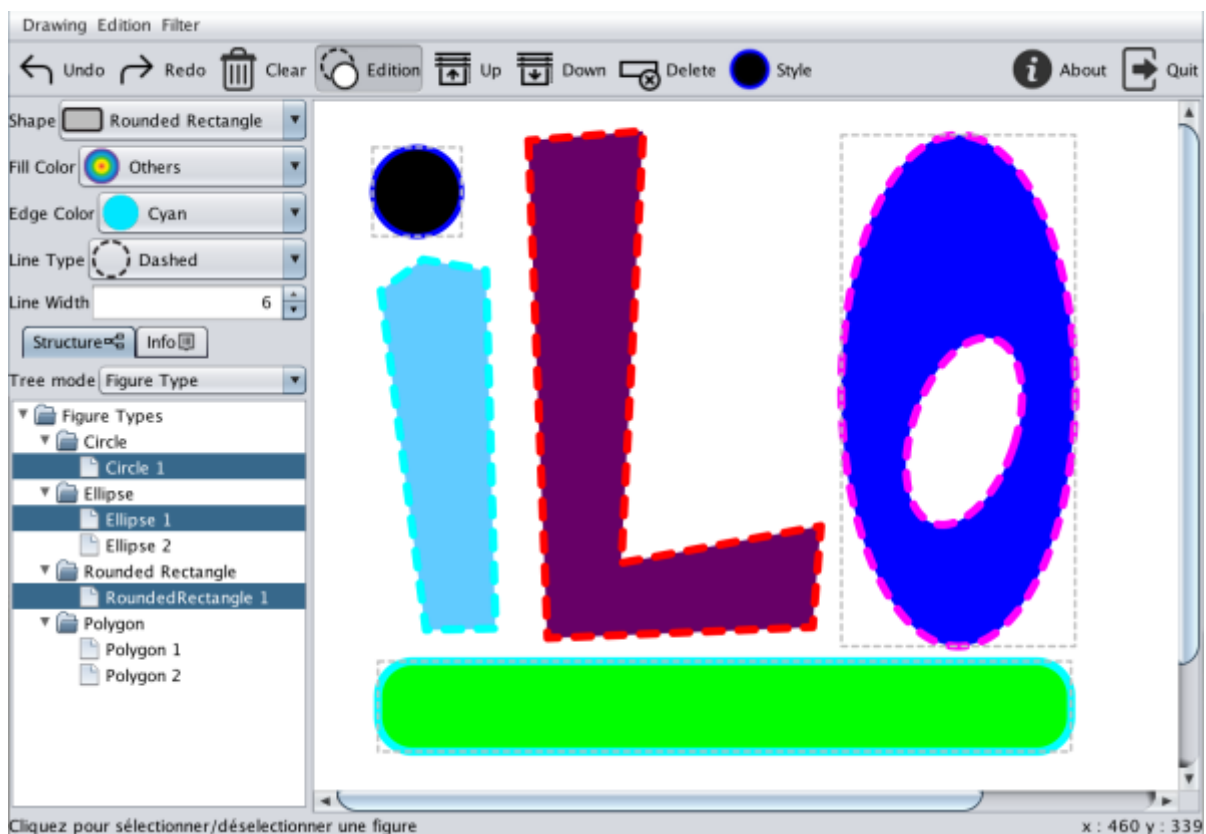 Drawing Edition Filter
Undo Redo Clear Edition Up Down Delete Style About Quit
Shape Rounded Rectangle
Fill Color Others
Edge Color Cyan
Line Type Dashed
Line Width 6
Structure Info
Tree mode Figure Type
Figure Types
Circle
Circle 1
Ellipse
Ellipse 1
Ellipse 2
Rounded Rectangle
RoundedRectangle 1
Polygon
Polygon 1
Polygon 2
Cliquez pour sélectionner/déselectionner une figure x : 460 y : 339